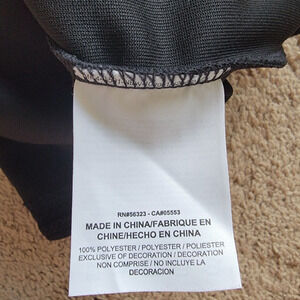 RN#56323 - CA#05553
MADE IN CHINA/FABRIQUE EN
CHINE/HECHO EN CHINA
100% POLYESTER / POLYESTER / POLIESTER
EXCLUSIVE OF DECORATION / DECORATION
NON COMPRISE / NO INCLUYE LA
DECORACION